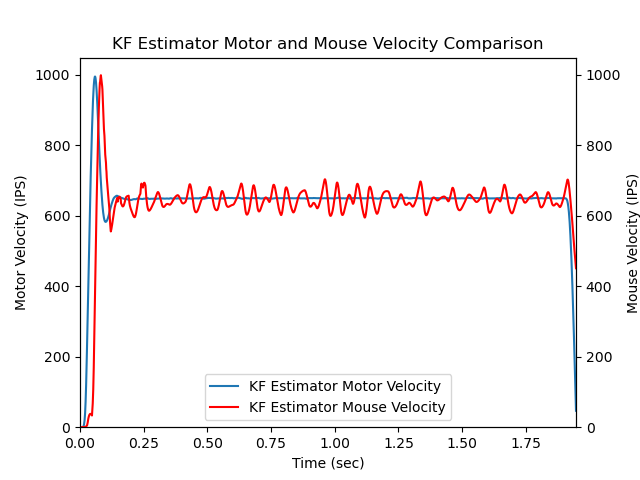 KF Estimator Motor and Mouse Velocity Comparison
1000
800
600
400
200
0
Motor Velocity (IPS)
1000
800
600
400
200
0
Mouse Velocity (IPS)
KF Estimator Motor Velocity
KF Estimator Mouse Velocity
0.00 0.25 0.50 0.75 1.00 1.25 1.50 1.75
Time (sec)